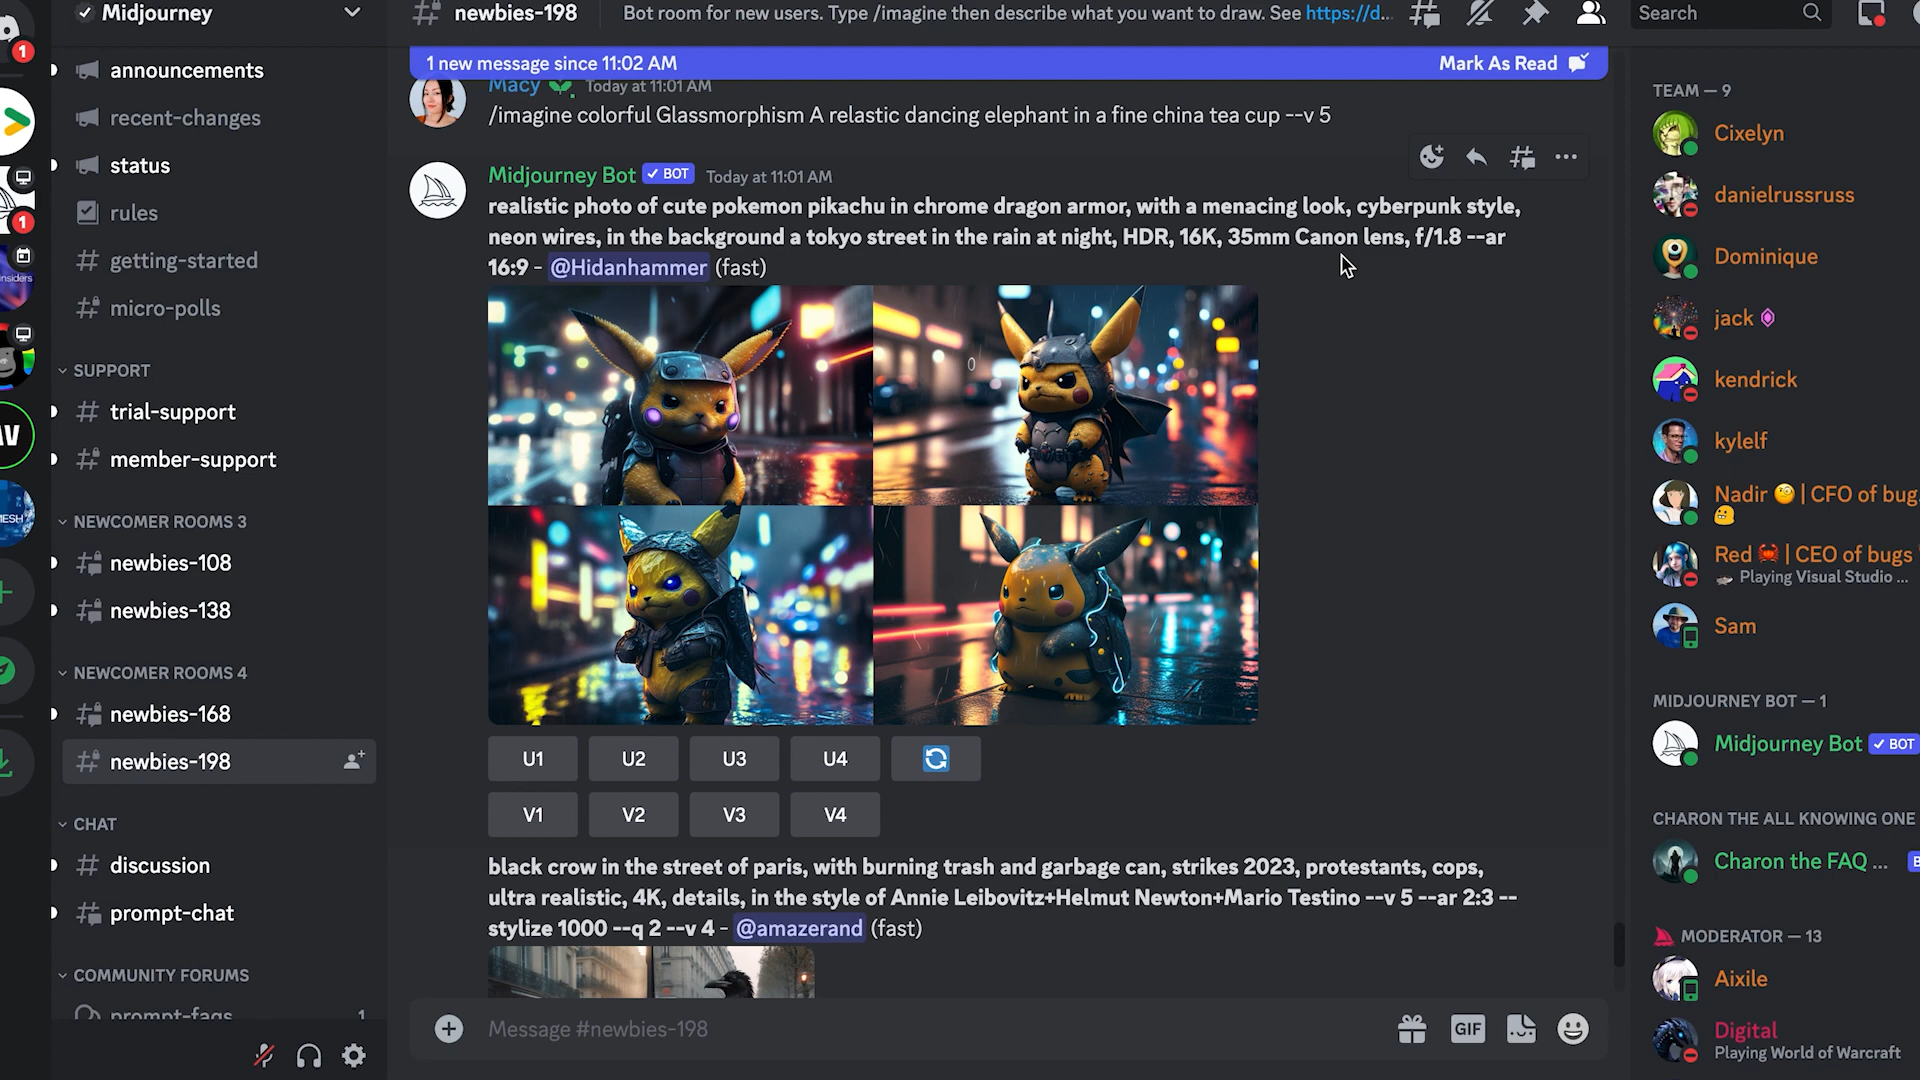 Midjourney
newbies-198
Bot room for new users. Type /imagine then describe what you want to draw. See https://d...
Search
1
announcements
recent-changes
status
rules
1
getting-started
insiders
micro-polls
SUPPORT
trial-support
member-support
MESH
NEWCOMER ROOMS 3
newbies-108
newbies-138
NEWCOMER ROOMS 4
newbies-168
newbies-198
CHAT
discussion
prompt-chat
COMMUNITY FORUMS
prompt-faqs 1
1 new message since 11:02 AM
Mark As Read
Macy Today at 11:01 AM
/imagine colorful Glassmorphism A relastic dancing elephant in a fine china tea cup --v 5
Midjourney Bot BOT Today at 11:01 AM
realistic photo of cute pokemon pikachu in chrome dragon armor, with a menacing look, cyberpunk style,
neon wires, in the background a tokyo street in the rain at night, HDR, 16K, 35mm Canon lens, f/1.8 --ar
16:9 - @Hidanhammer (fast)
U1 U2 U3 U4
V1 V2 V3 V4
black crow in the street of paris, with burning trash and garbage can, strikes 2023, protestants, cops,
ultra realistic, 4K, details, in the style of Annie Leibovitz+Helmut Newton+Mario Testino --v 5 --ar 2:3 --
stylize 1000 --q 2 --v 4 - @amazerand (fast)
Message #newbies-198
GIF
TEAM — 9
Cixelyn
danielrussruss
Dominique
jack
kendrick
kylelf
Nadir | CFO of bug
Red | CEO of bugs
Playing Visual Studio ...
Sam
MIDJOURNEY BOT — 1
Midjourney Bot BOT
CHARON THE ALL KNOWING ONE
Charon the FAQ ... B
MODERATOR — 13
Aixile
Digital
Playing World of Warcraft